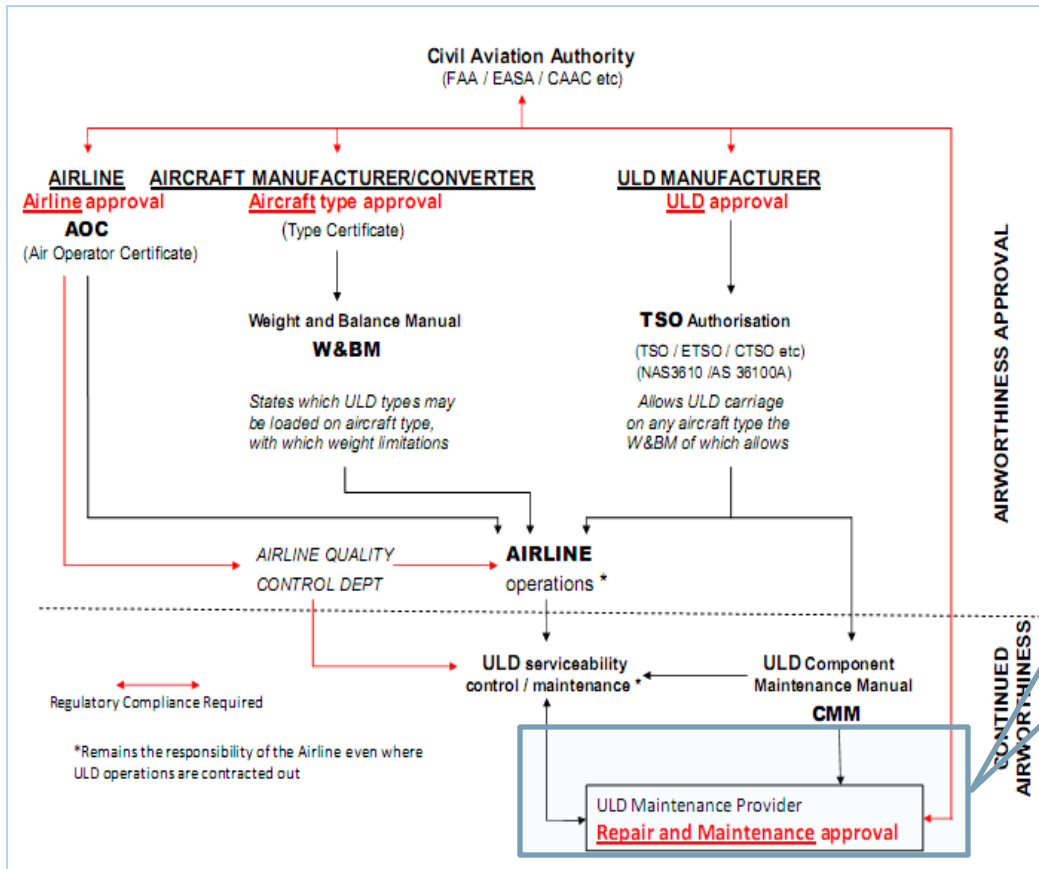 Civil Aviation Authority
(FAA / EASA / CAAC etc)
AIRLINE
Airline approval
AOC
(Air Operator Certificate)
AIRCRAFT MANUFACTURER/CONVERTER
Aircraft type approval
(Type Certificate)
ULD MANUFACTURER
ULD approval
Weight and Balance Manual
W&BM
States which ULD types may
be loaded on aircraft type,
with which weight limitations
TSO Authorisation
(TSO / ETSO / CTSO etc)
(NAS3610 /AS 36100A)
Allows ULD carriage
on any aircraft type the
W&BM of which allows
AIRWORTHINESS APPROVAL
AIRLINE QUALITY
CONTROL DEPT
AIRLINE
operations *
ULD serviceability
control / maintenance *
ULD Component
Maintenance Manual
CMM
CONTINUED
AIRWORTHINESS
Regulatory Compliance Required
*Remains the responsibility of the Airline even where
ULD operations are contracted out
ULD Maintenance Provider
Repair and Maintenance approval